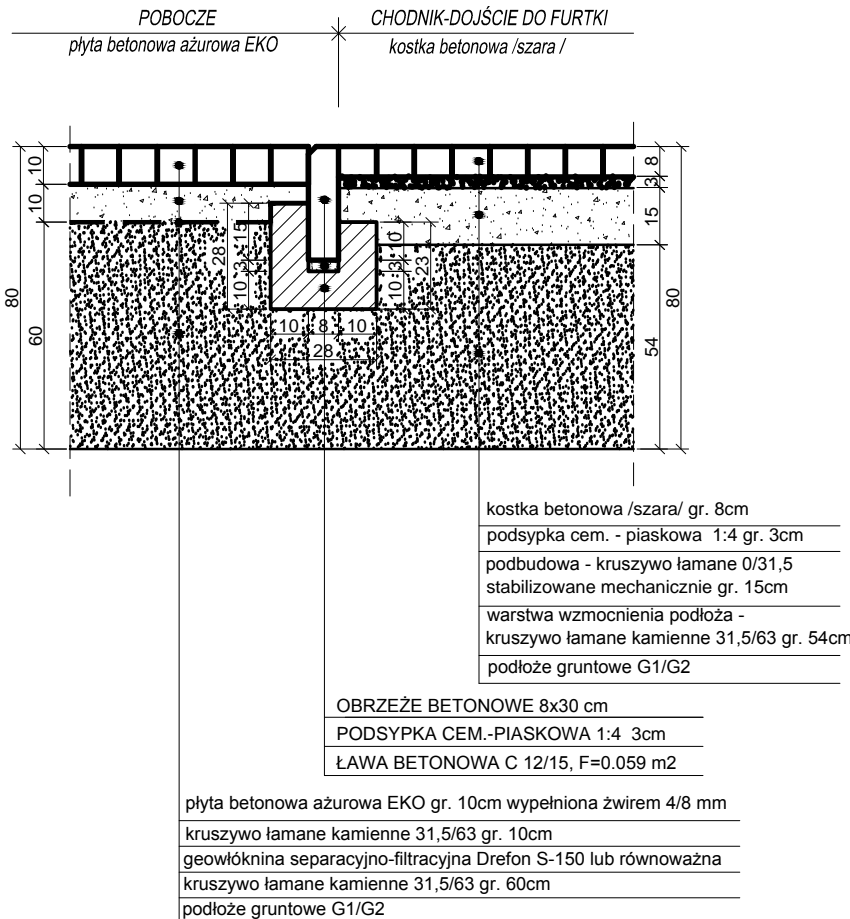 POBOCZE
płyta betonowa ażurowa EKO
CHODNIK-DOJŚCIE DO FURTKI
kostka betonowa /szara /
80
10
10
60
28
15
3
10
10
3
10
23
10
8
10
28
8
3
15
54
80
kostka betonowa /szara/ gr. 8cm
podsypka cem. - piaskowa 1:4 gr. 3cm
podbudowa - kruszywo łamane 0/31,5
stabilizowane mechanicznie gr. 15cm
warstwa wzmocnienia podłoża -
kruszywo łamane kamienne 31,5/63 gr. 54cm
podłoże gruntowe G1/G2
OBRZEŻE BETONOWE 8x30 cm
PODSYPKA CEM.-PIASKOWA 1:4 3cm
ŁAWA BETONOWA C 12/15, F=0.059 m2
płyta betonowa ażurowa EKO gr. 10cm wypełniona żwirem 4/8 mm
kruszywo łamane kamienne 31,5/63 gr. 10cm
geowłóknina separacyjno-filtracyjna Drefon S-150 lub równoważna
kruszywo łamane kamienne 31,5/63 gr. 60cm
podłoże gruntowe G1/G2